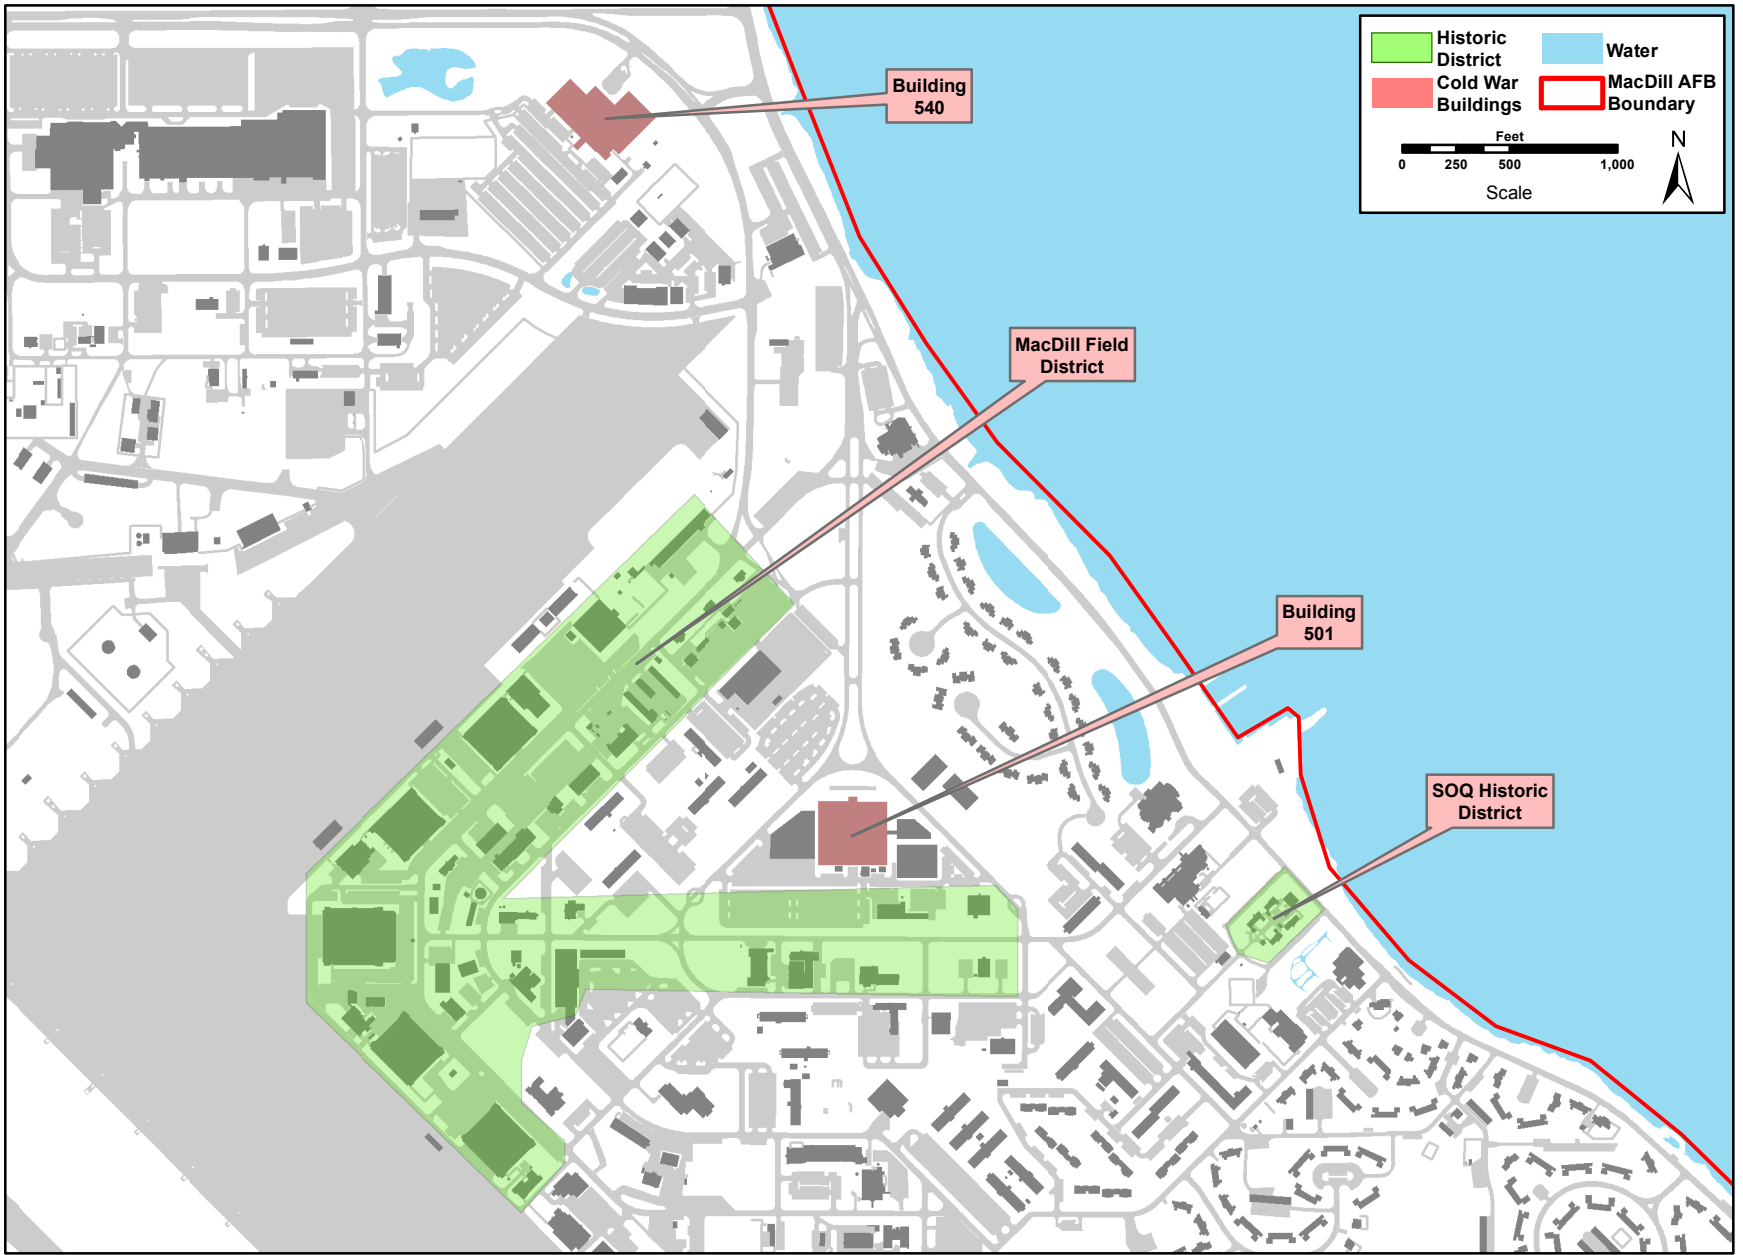 Historic
District
Water
Cold War
Buildings
MacDill AFB
Boundary
Feet
0 250 500 1,000
Scale
N
Building
540
MacDill Field
District
Building
501
SOQ Historic
District